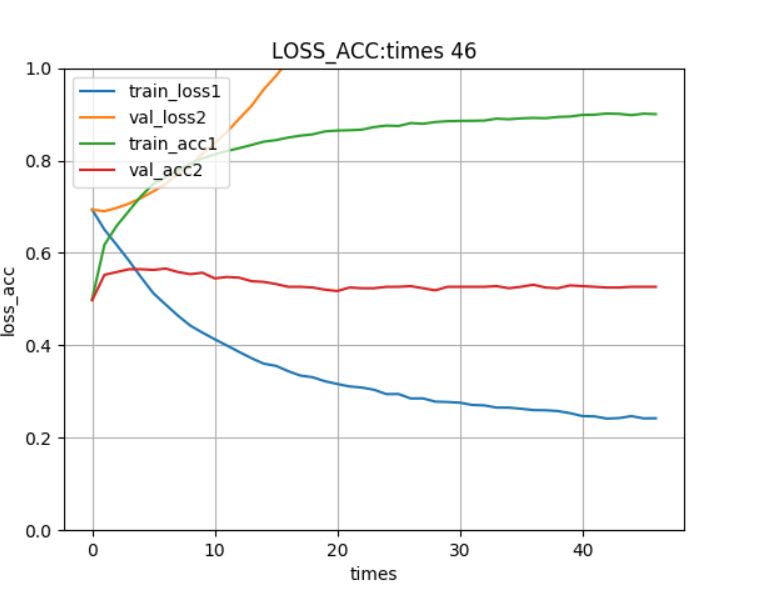 LOSS_ACC:times 46
train_loss1
val_loss2
train_acc1
val_acc2
1.0
0.8
0.6
0.4
0.2
0.0
loss_acc
0 10 20 30 40
times